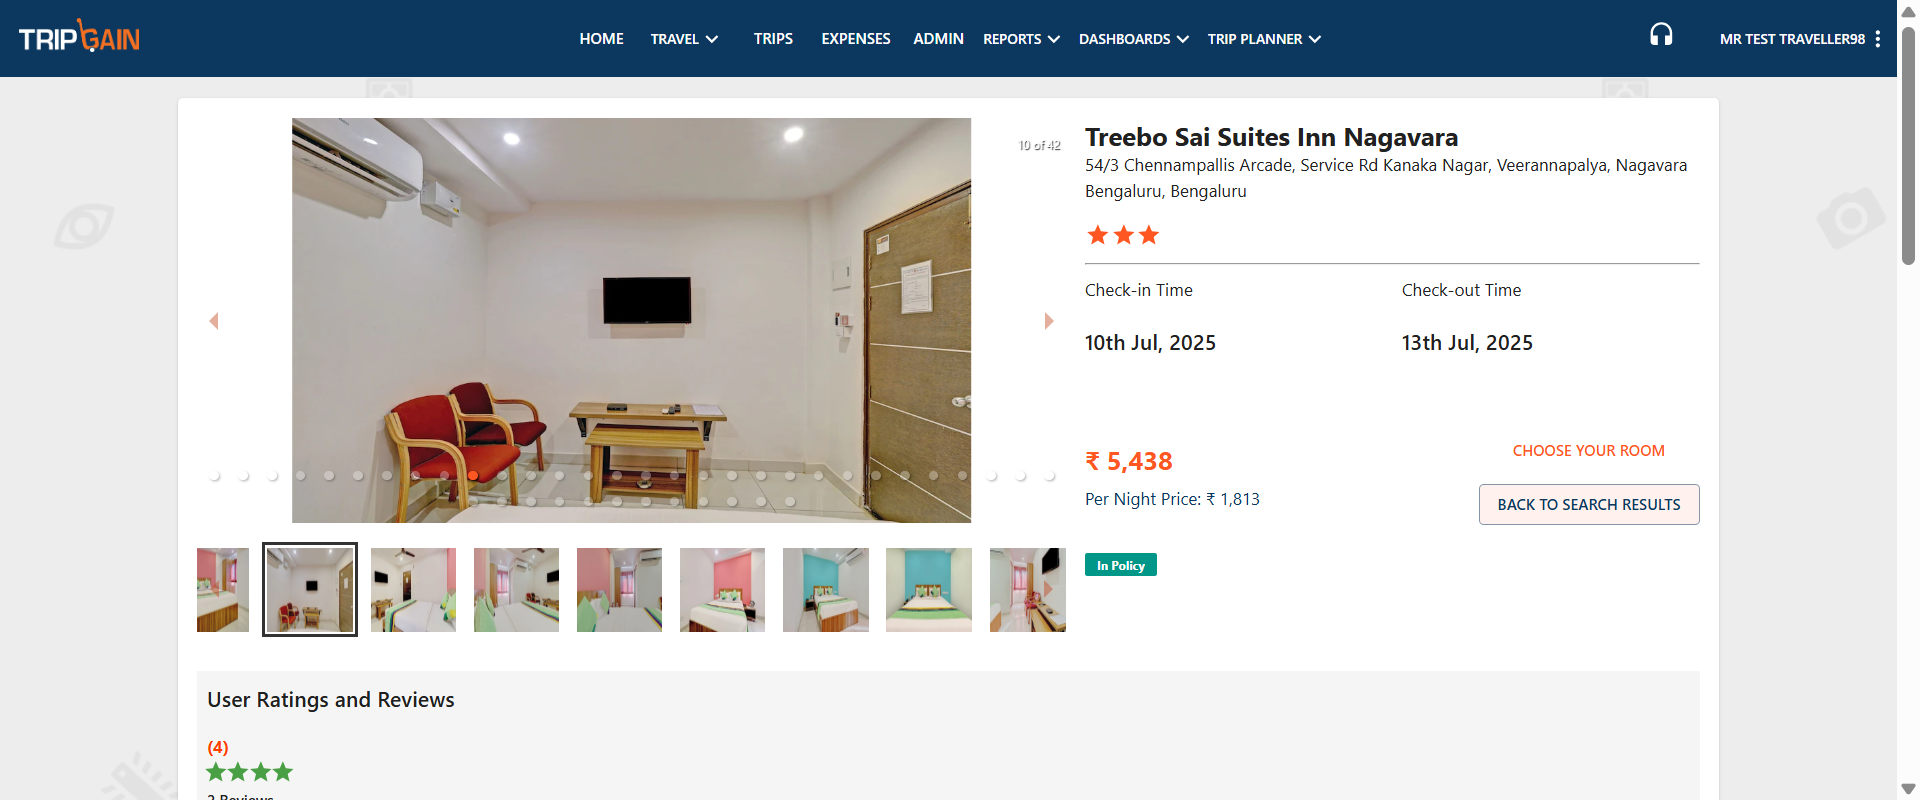 TRIPGAIN
HOME
TRAVEL
TRIPS
EXPENSES
ADMIN
REPORTS
DASHBOARDS
TRIP PLANNER
MR TEST TRAVELLER98
10 of 42
Treebo Sai Suites Inn Nagavara
54/3 Chennampallis Arcade, Service Rd Kanaka Nagar, Veerannapalya, Nagavara
Bengaluru, Bengaluru
Check-in Time
Check-out Time
10th Jul, 2025
13th Jul, 2025
₹ 5,438
CHOOSE YOUR ROOM
Per Night Price: ₹ 1,813
BACK TO SEARCH RESULTS
In Policy
User Ratings and Reviews
(4)
2 Reviews